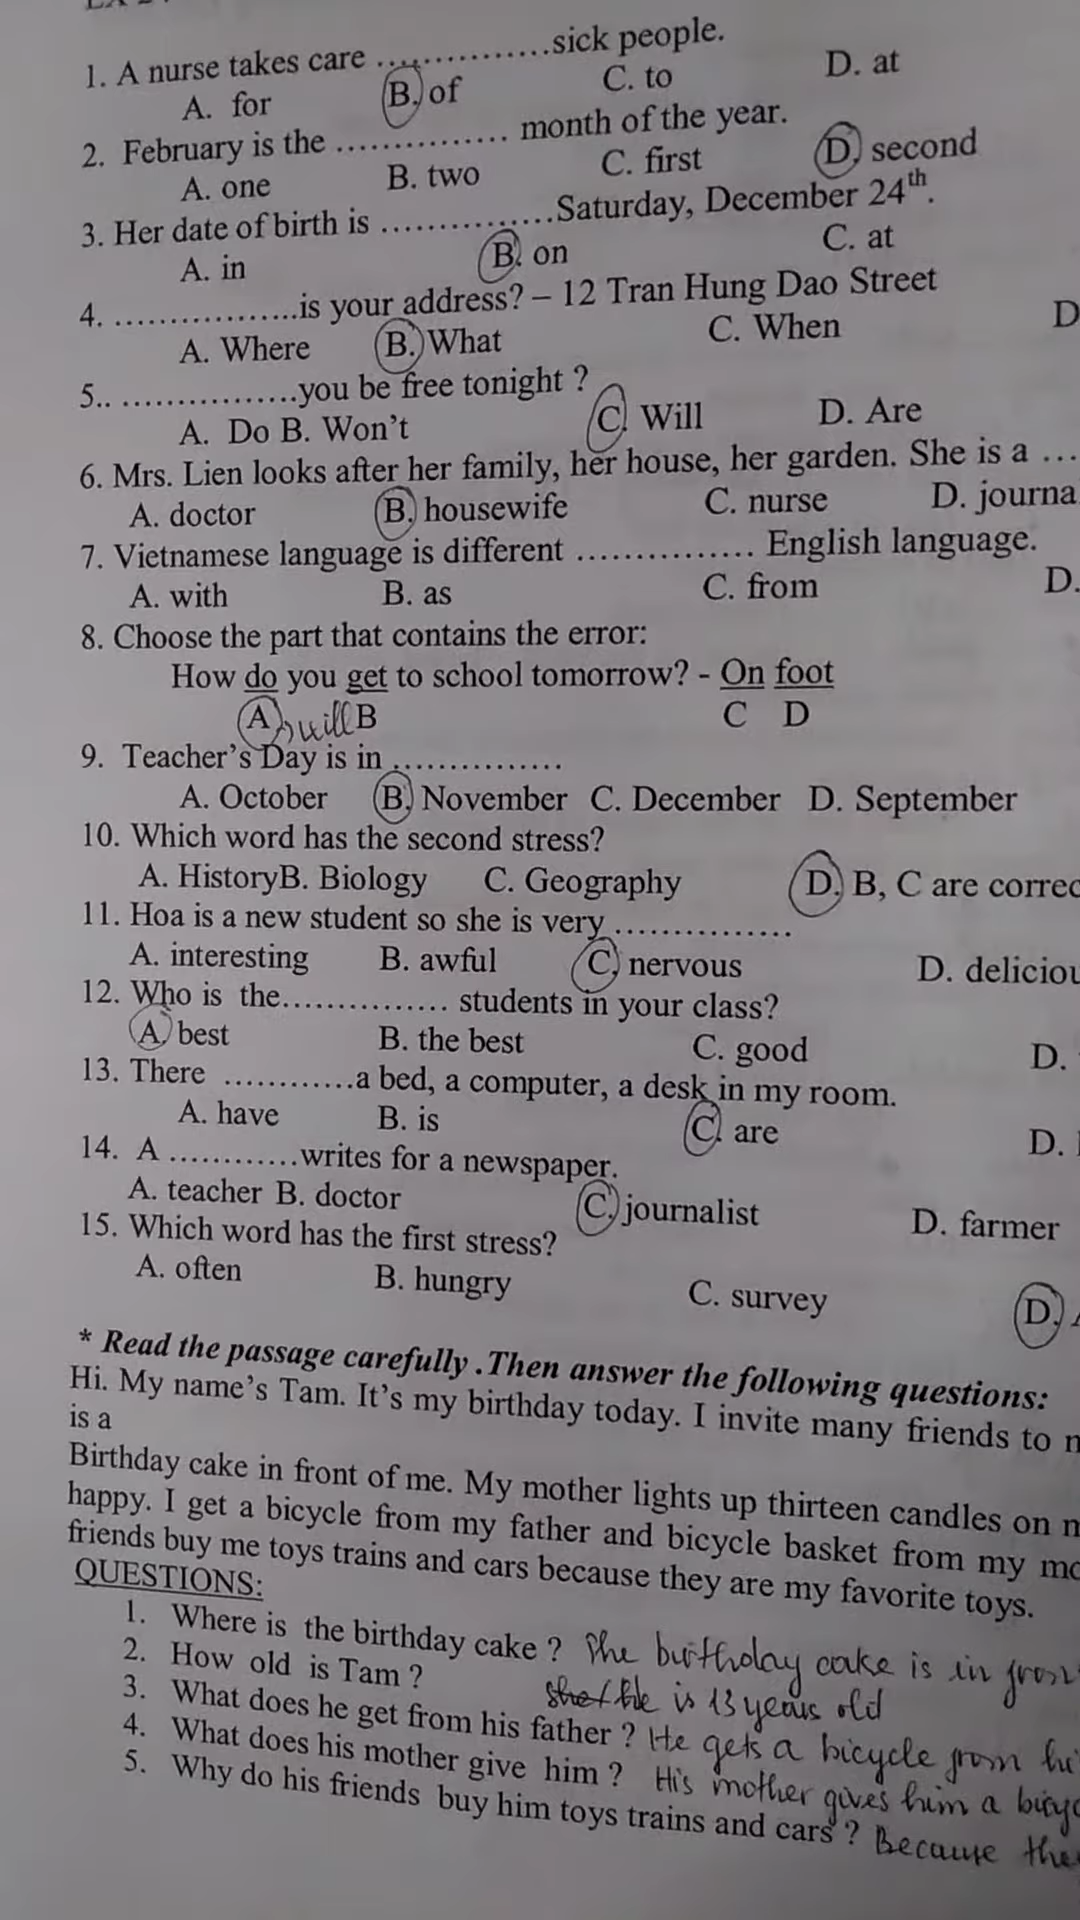 1. A nurse takes care ................sick people.
A. for B. of C. to D. at
2. February is the ............... month of the year.
A. one B. two C. first D. second
3. Her date of birth is ...............Saturday, December 24th.
A. in B. on C. at
4. .................is your address? – 12 Tran Hung Dao Street
A. Where B. What C. When D
5.. ................you be free tonight ?
A. Do B. Won't C. Will D. Are
6. Mrs. Lien looks after her family, her house, her garden. She is a ...
A. doctor B. housewife C. nurse D. journa
7. Vietnamese language is different ............... English language.
A. with B. as C. from D.
8. Choose the part that contains the error:
How do you get to school tomorrow? - On foot
A will B C D
9. Teacher's Day is in ...............
A. October B. November C. December D. September
10. Which word has the second stress?
A. HistoryB. Biology C. Geography D. B, C are correc
11. Hoa is a new student so she is very ...............
A. interesting B. awful C. nervous D. deliciou
12. Who is the............... students in your class?
A. best B. the best C. good D.
13. There ............a bed, a computer, a desk in my room.
A. have B. is C. are D.
14. A ............writes for a newspaper.
A. teacher B. doctor C. journalist D. farmer
15. Which word has the first stress?
A. often B. hungry C. survey D.
* Read the passage carefully .Then answer the following questions:
Hi. My name's Tam. It's my birthday today. I invite many friends to
is a
Birthday cake in front of me. My mother lights up thirteen candles on
happy. I get a bicycle from my father and bicycle basket from my mo
friends buy me toys trains and cars because they are my favorite toys.
QUESTIONS:
1. Where is the birthday cake ? The birthday cake is in fron
2. How old is Tam ? He is 13 years old
3. What does he get from his father ? He gets a bicycle from hi
4. What does his mother give him ? His mother gives him a bicyc
5. Why do his friends buy him toys trains and cars ? Because the